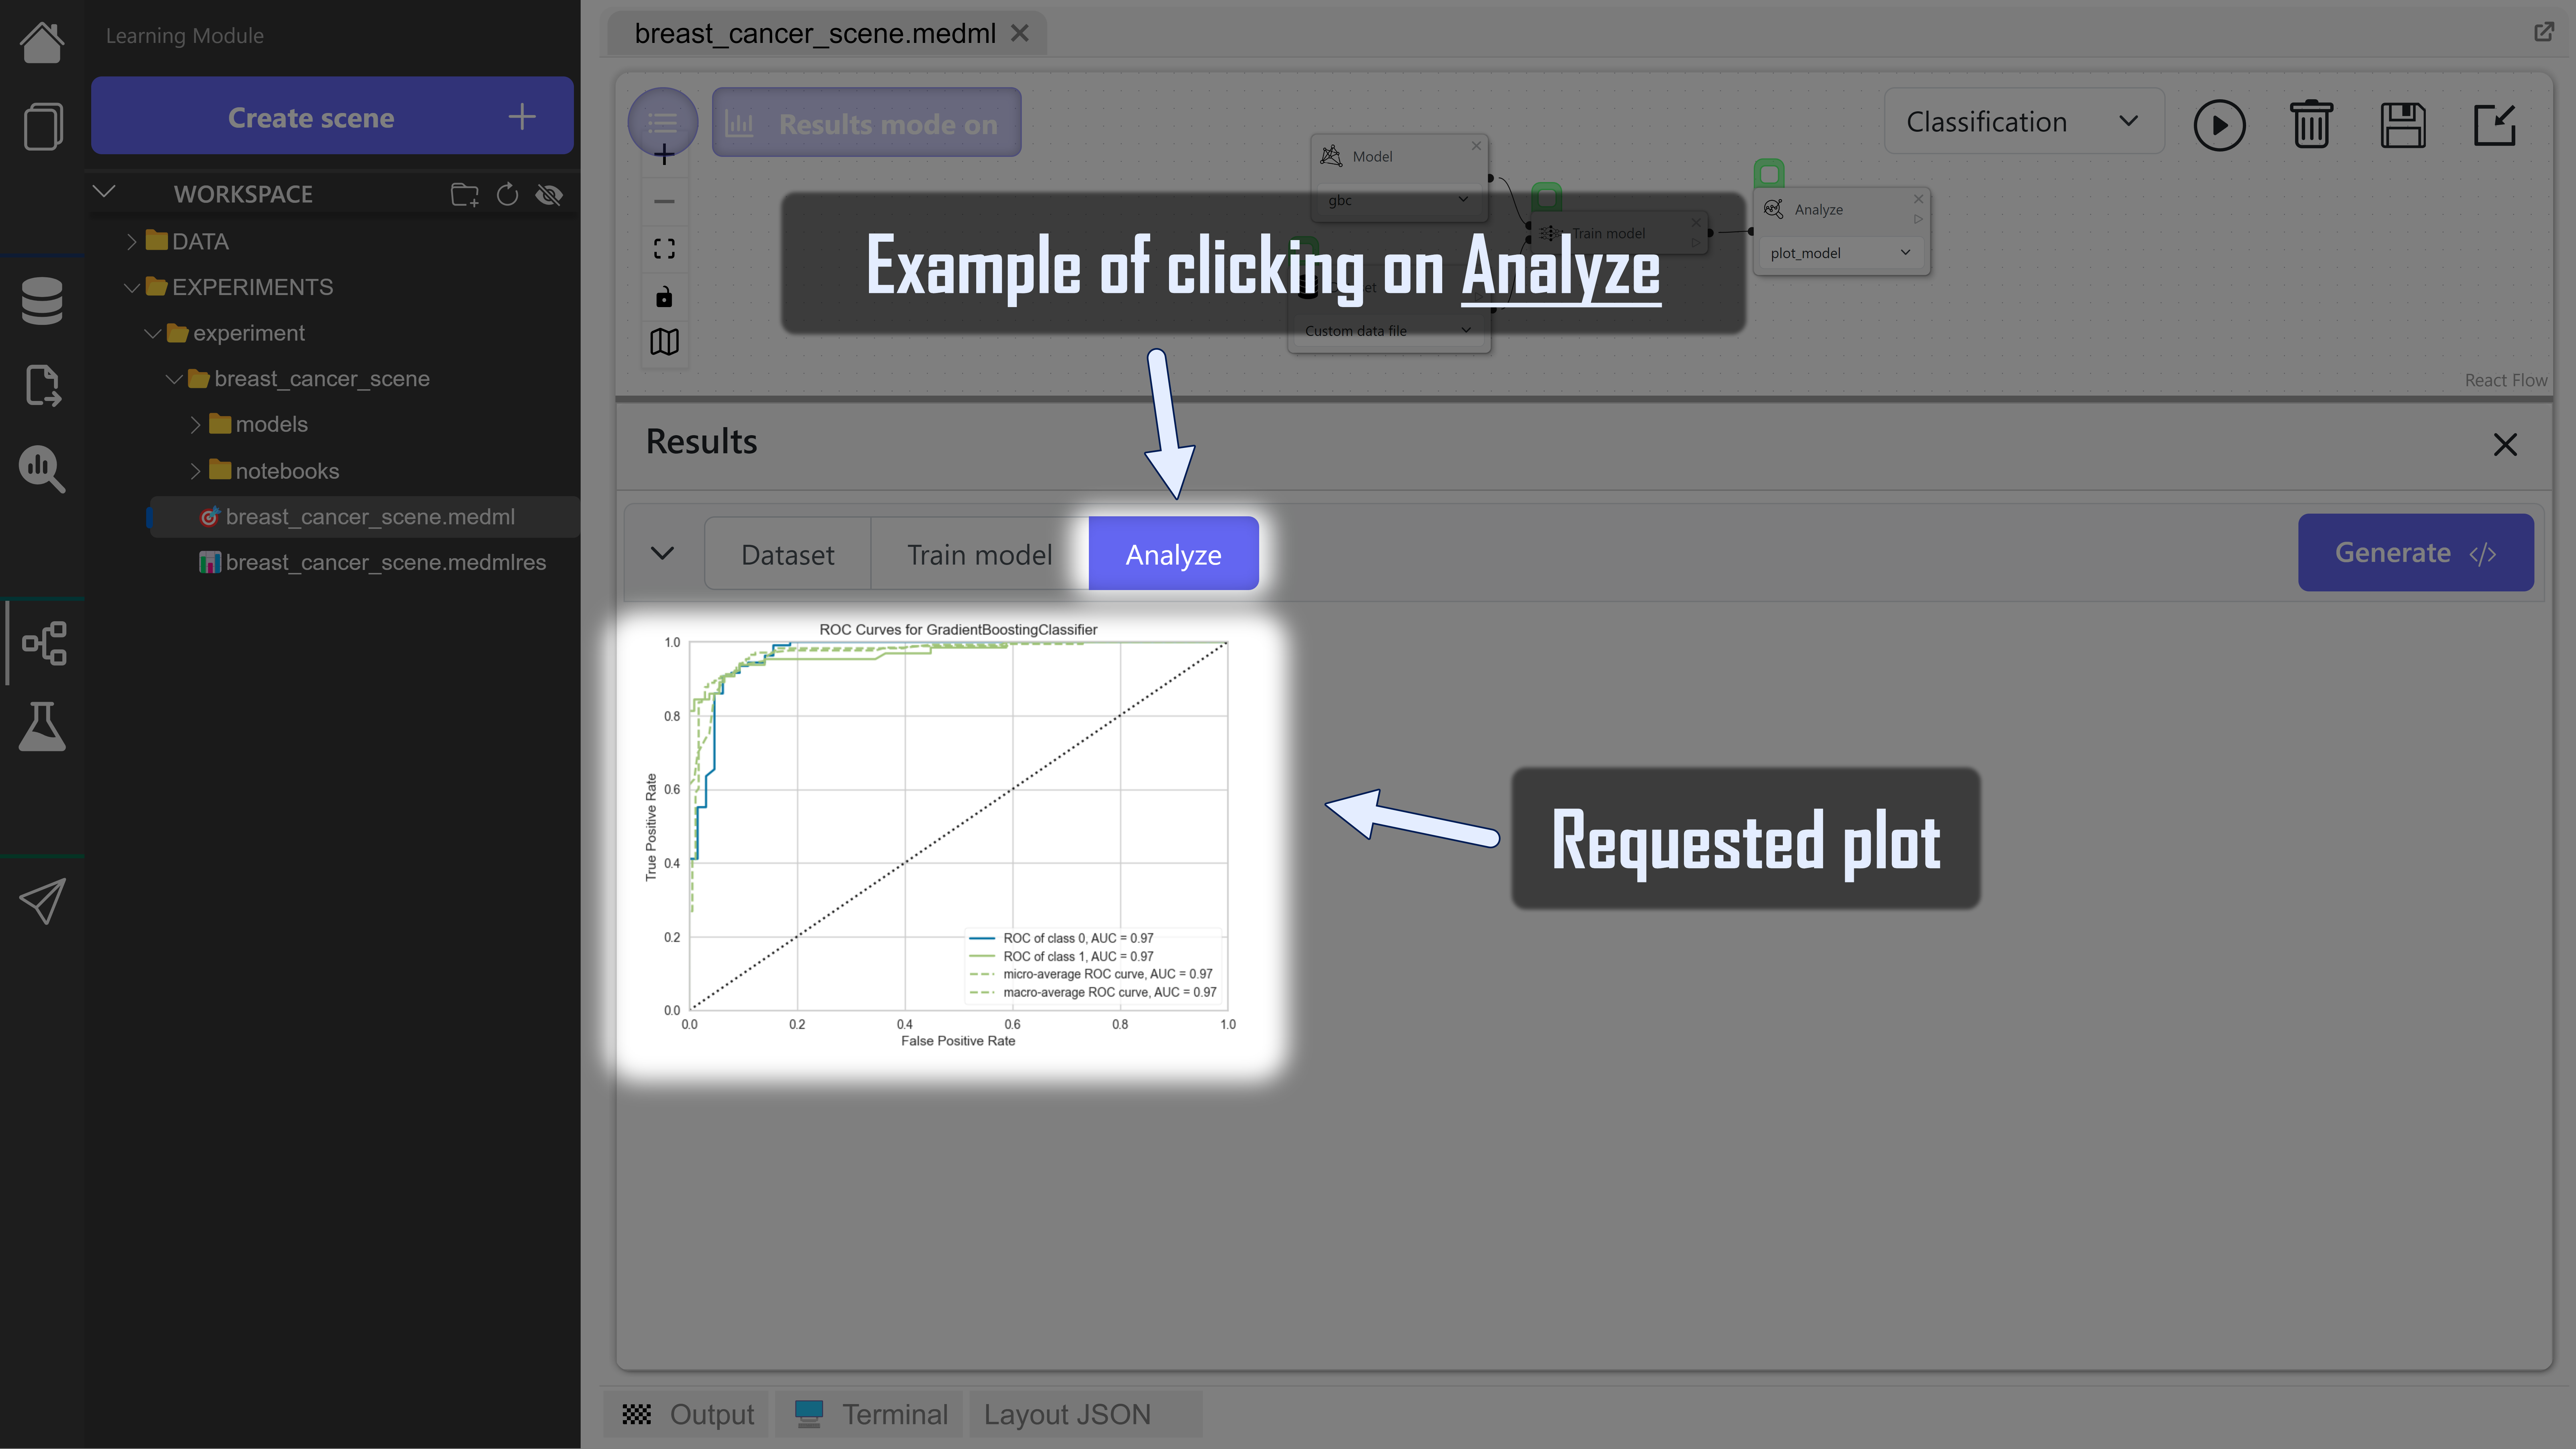 Learning Module
Create scene
WORKSPACE
DATA
EXPERIMENTS
experiment
breast_cancer_scene
models
notebooks
breast_cancer_scene.medml
breast_cancer_scene.medmlres
breast_cancer_scene.medml
Results mode on
Classification
Model
gbc
Train model
Analyze
plot_model
Custom data file
Example of clicking on Analyze
React Flow
Results
Dataset
Train model
Analyze
Generate </>
ROC Curves for GradientBoostingClassifier
1.0
0.8
0.6
0.4
0.2
0.0
True Positive Rate
ROC of class 0, AUC = 0.97
ROC of class 1, AUC = 0.97
micro-average ROC curve, AUC = 0.97
macro-average ROC curve, AUC = 0.97
0.0 0.2 0.4 0.6 0.8 1.0
False Positive Rate
Requested plot
Output
Terminal
Layout JSON